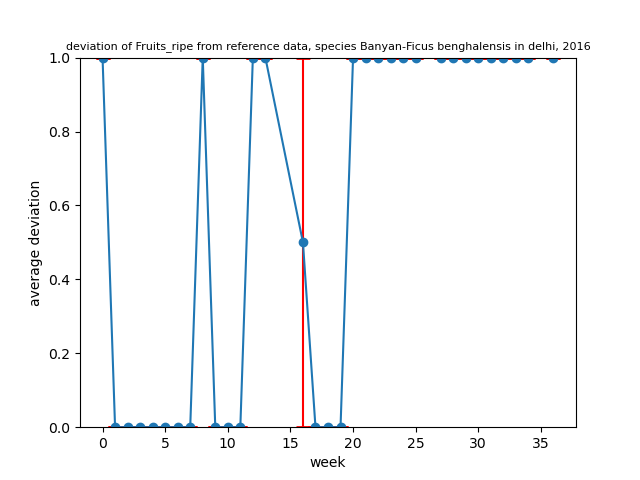 deviation of Fruits_ripe from reference data, species Banyan-Ficus benghalensis in delhi, 2016
1.0
0.8
0.6
0.4
0.2
0.0
average deviation
0 5 10 15 20 25 30 35
week